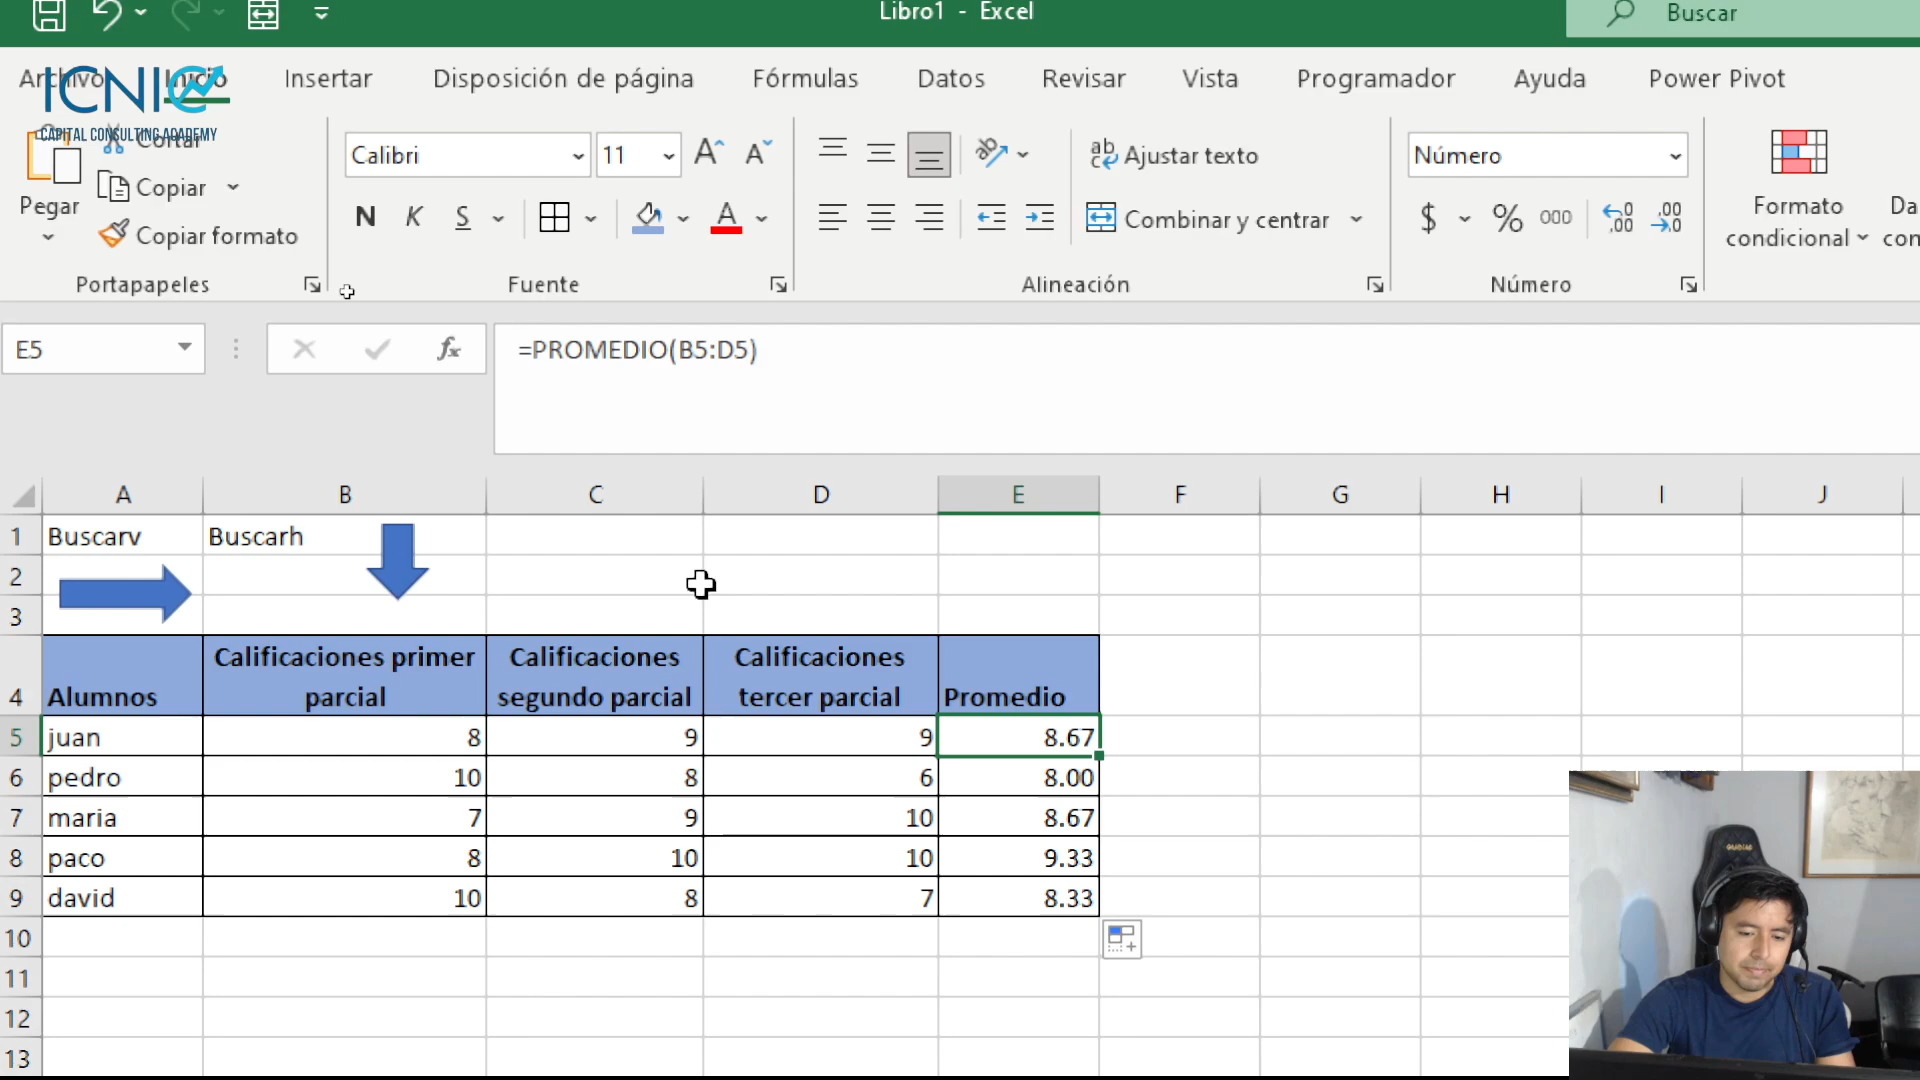 Libro1 - Excel
Buscar
Archivo Inicio Insertar Disposición de página Fórmulas Datos Revisar Vista Programador Ayuda Power Pivot
ICNIC
CAPITAL CONSULTING ACADEMY
Cortar
Copiar
Pegar
Copiar formato
Portapapeles
Calibri 11
N K S
Fuente
Ajustar texto
Combinar y centrar
Alineación
Número
$ % 000
Número
Formato
condicional
Da
con
E5 fx =PROMEDIO(B5:D5)
A B C D E F G H I J
1 Buscarv Buscarh
2
3
4 Alumnos Calificaciones primer parcial Calificaciones segundo parcial Calificaciones tercer parcial Promedio
5 juan 8 9 9 8.67
6 pedro 10 8 6 8.00
7 maria 7 9 10 8.67
8 paco 8 10 10 9.33
9 david 10 8 7 8.33
10
11
12
13